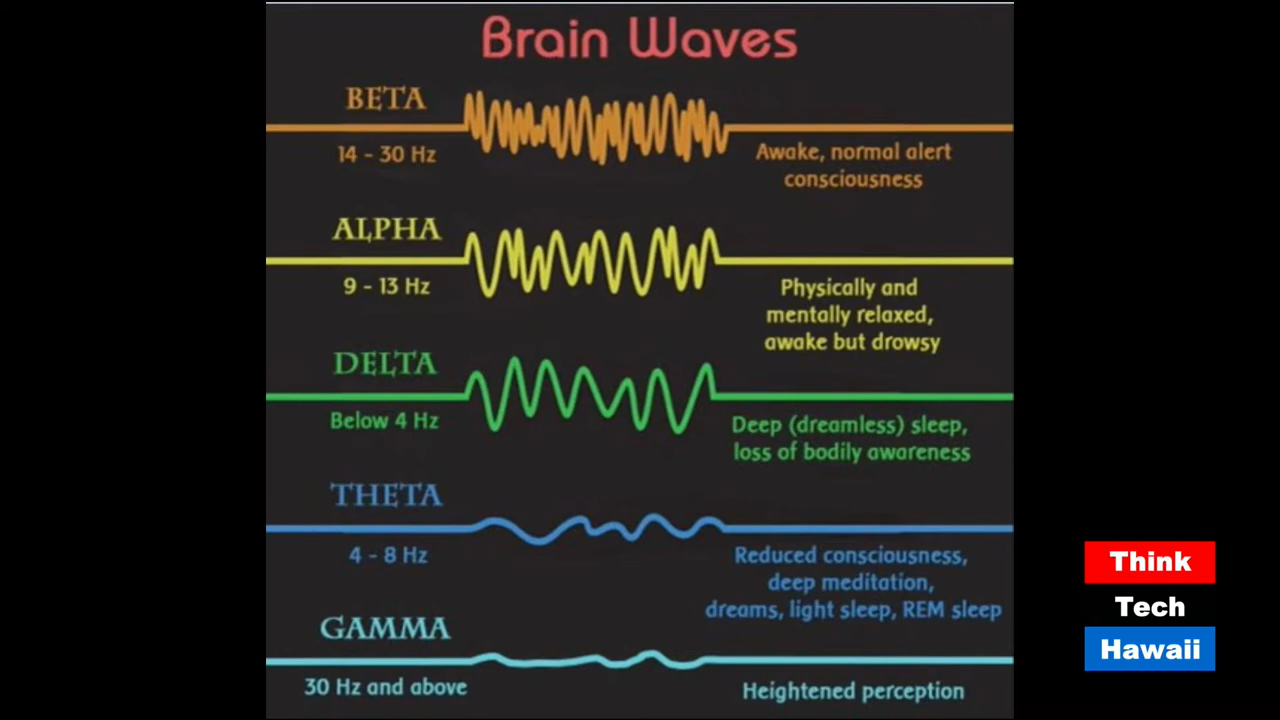 Brain Waves
BETA
14 - 30 Hz
Awake, normal alert
consciousness
ALPHA
9 - 13 Hz
Physically and
mentally relaxed,
awake but drowsy
DELTA
Below 4 Hz
Deep (dreamless) sleep,
loss of bodily awareness
THETA
4 - 8 Hz
Reduced consciousness,
deep meditation,
dreams, light sleep, REM sleep
GAMMA
30 Hz and above
Heightened perception
Think
Tech
Hawaii